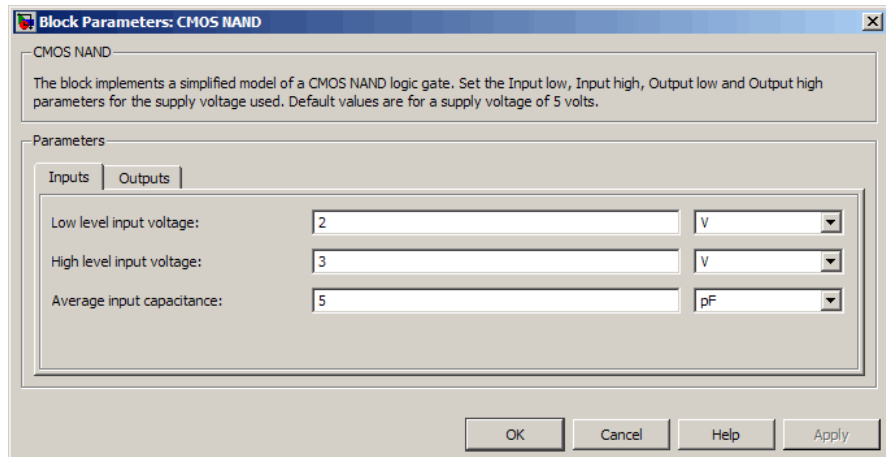 Block Parameters: CMOS NAND
CMOS NAND
The block implements a simplified model of a CMOS NAND logic gate. Set the Input low, Input high, Output low and Output high
parameters for the supply voltage used. Default values are for a supply voltage of 5 volts.
Parameters
Inputs Outputs
Low level input voltage: 2 V
High level input voltage: 3 V
Average input capacitance: 5 pF
OK Cancel Help Apply